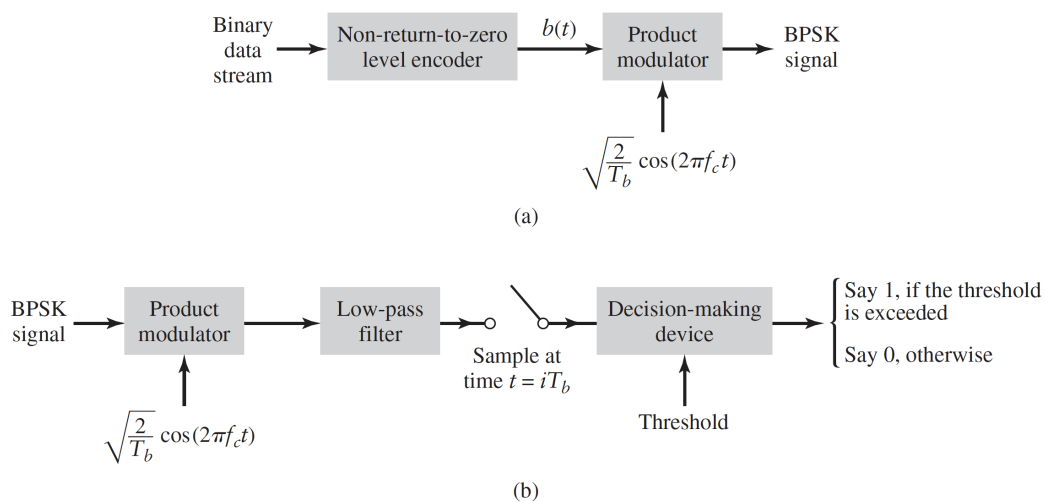 Binary
data
stream
Non-return-to-zero
level encoder
b(t)
Product
modulator
BPSK
signal
√(2/T_b) cos(2πf_ct)
(a)
BPSK
signal
Product
modulator
Low-pass
filter
Sample at
time t = iT_b
Decision-making
device
Say 1, if the threshold
is exceeded
Say 0, otherwise
Threshold
√(2/T_b) cos(2πf_ct)
(b)